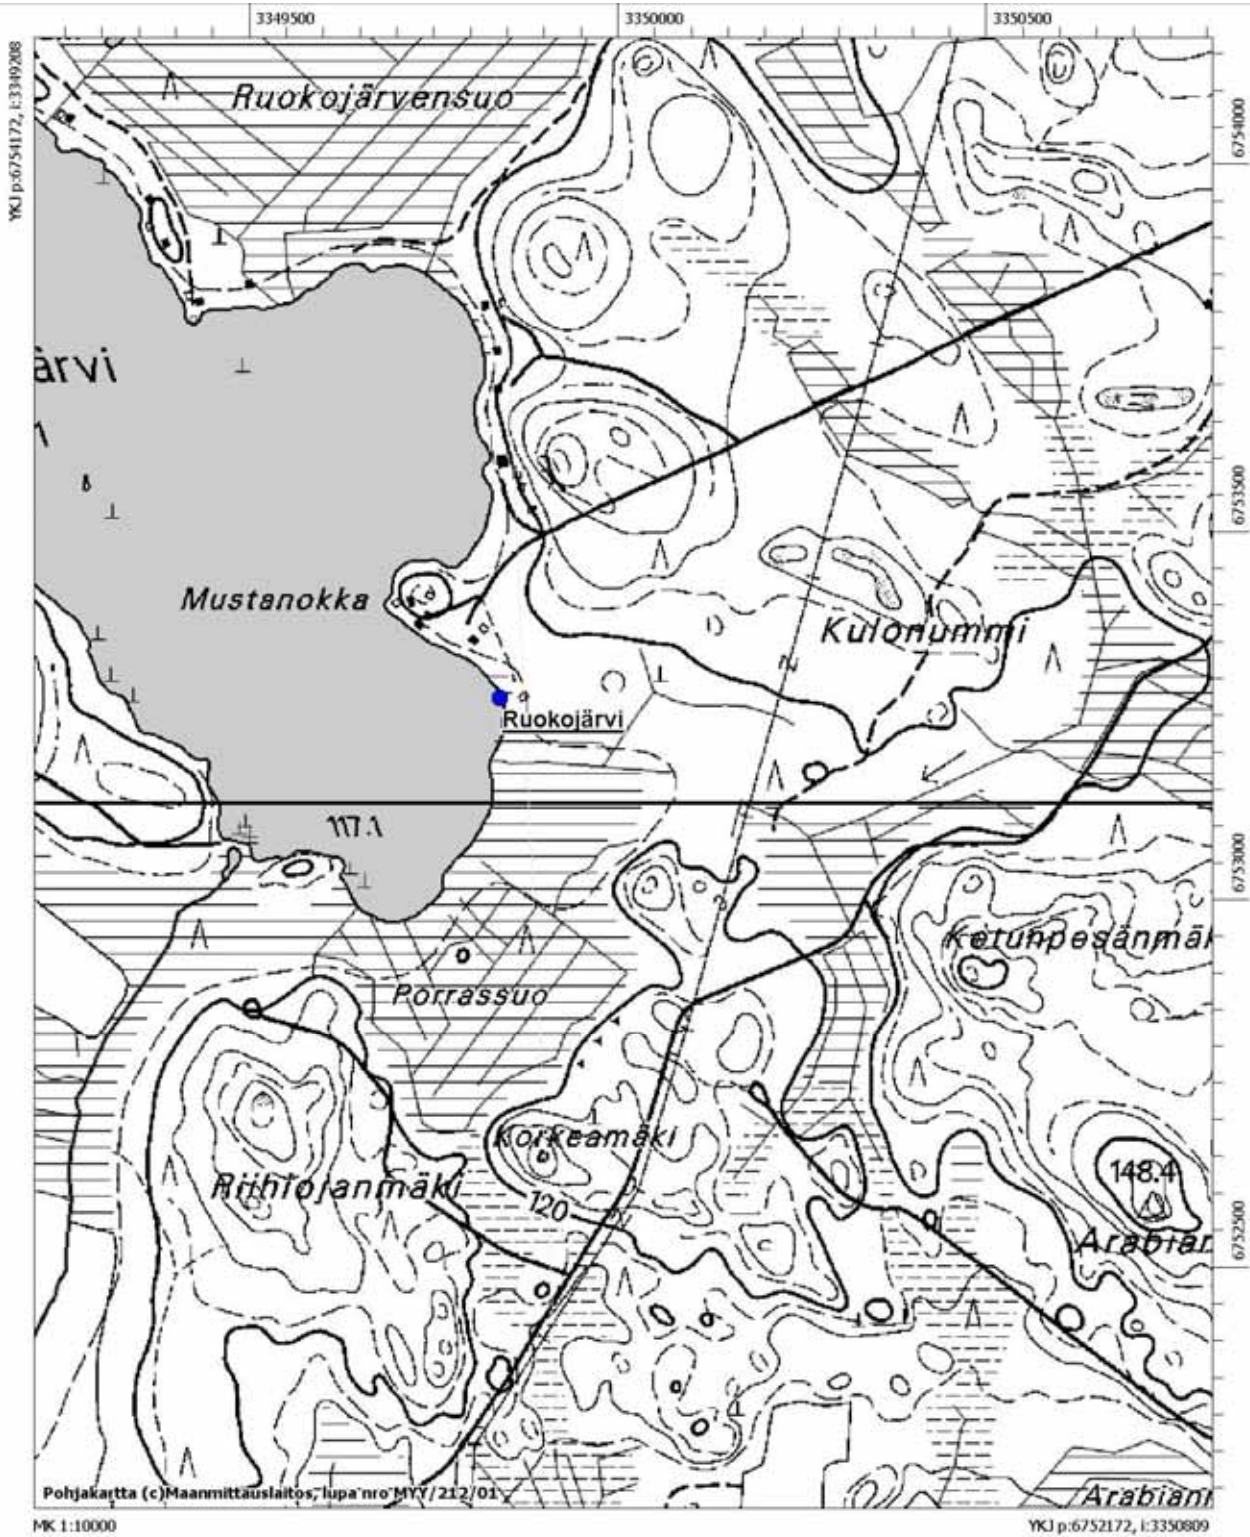 3349500
3350000
3350500
YKJ p:6754172, i:3349208
6754000
Ruokojärvensuo
ärvi
6753500
Mustanokka
Kulonummi
Ruokojärvi
117.1
6753000
Ketunpesänmäk
Porrassuo
Korkeamäki
148.4
Riihiojanmäki
120
6752500
Arabian
Arabiann
Pohjakartta (c)Maanmittauslaitos, lupa nro MYY/212/01
MK 1:10000
YKJ p:6752172, i:3350809